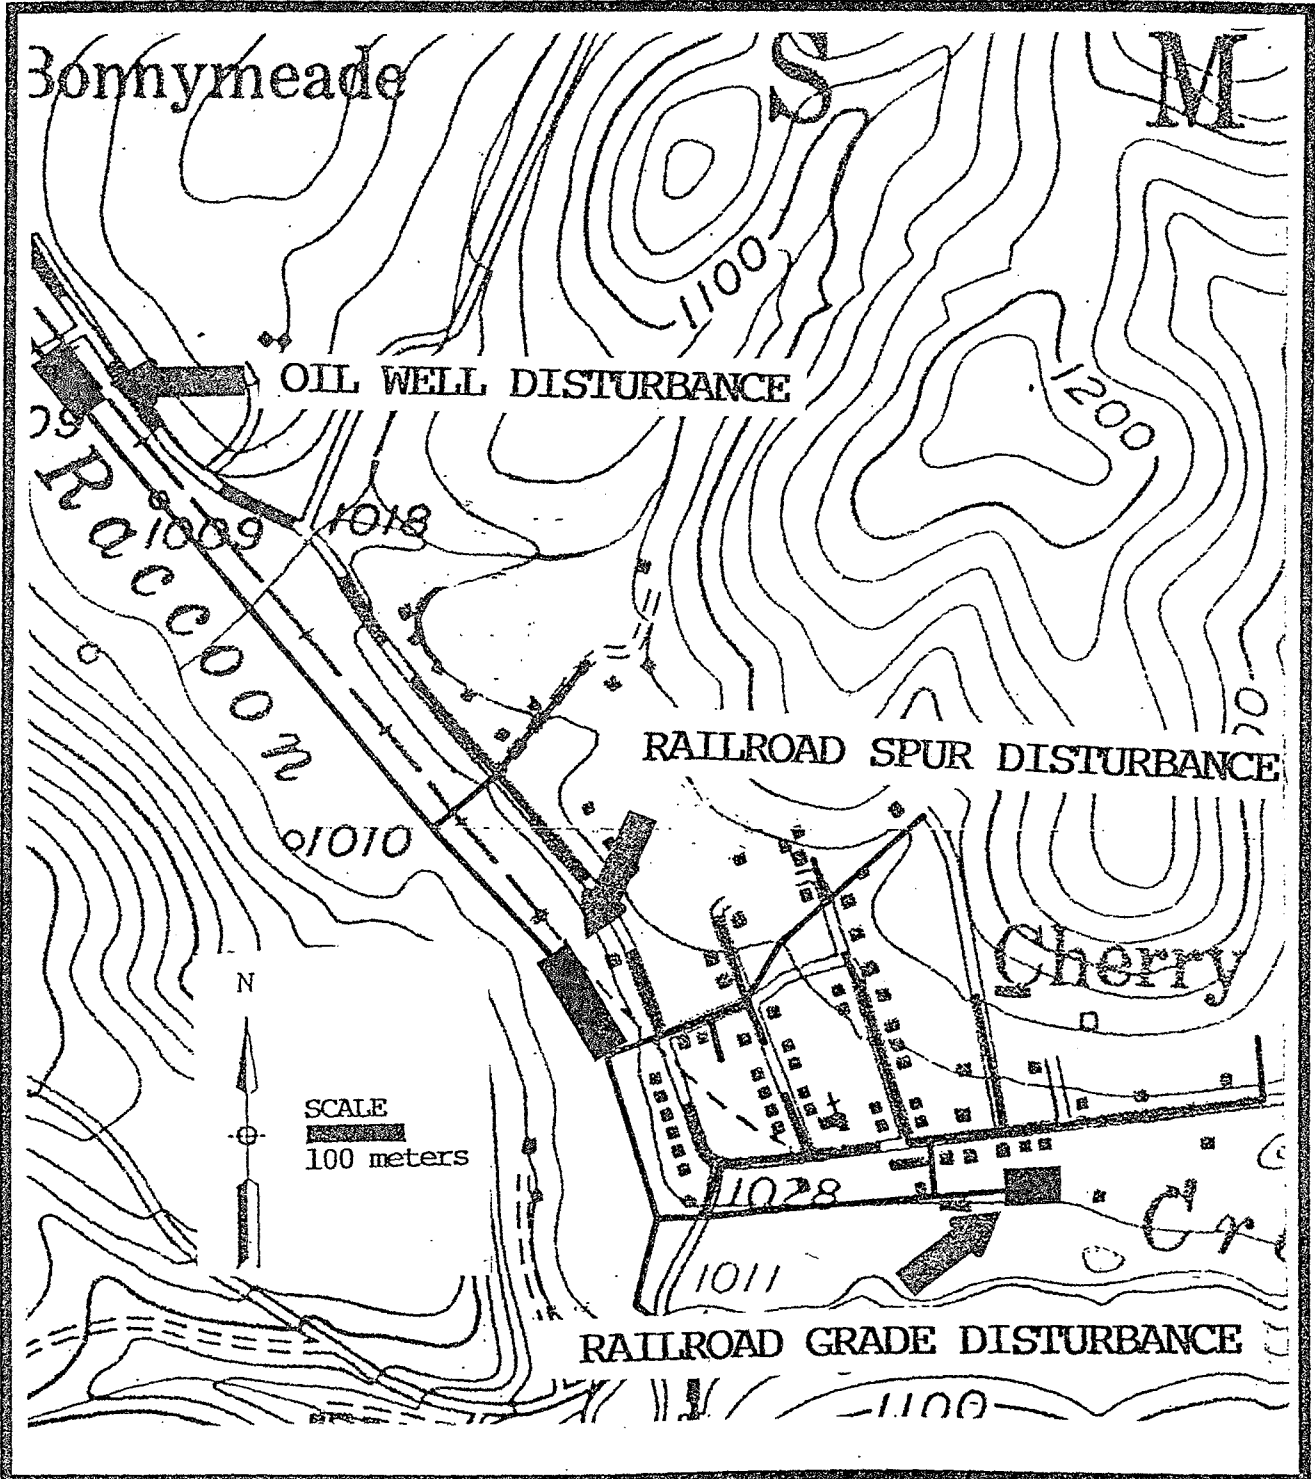 Bonnymeade
S
M
1100
OIL WELL DISTURBANCE
1200
Raccoon
1009
1018
RAILROAD SPUR DISTURBANCE
1010
Cherry
N
SCALE
100 meters
1028
Cr
1011
RAILROAD GRADE DISTURBANCE
1100